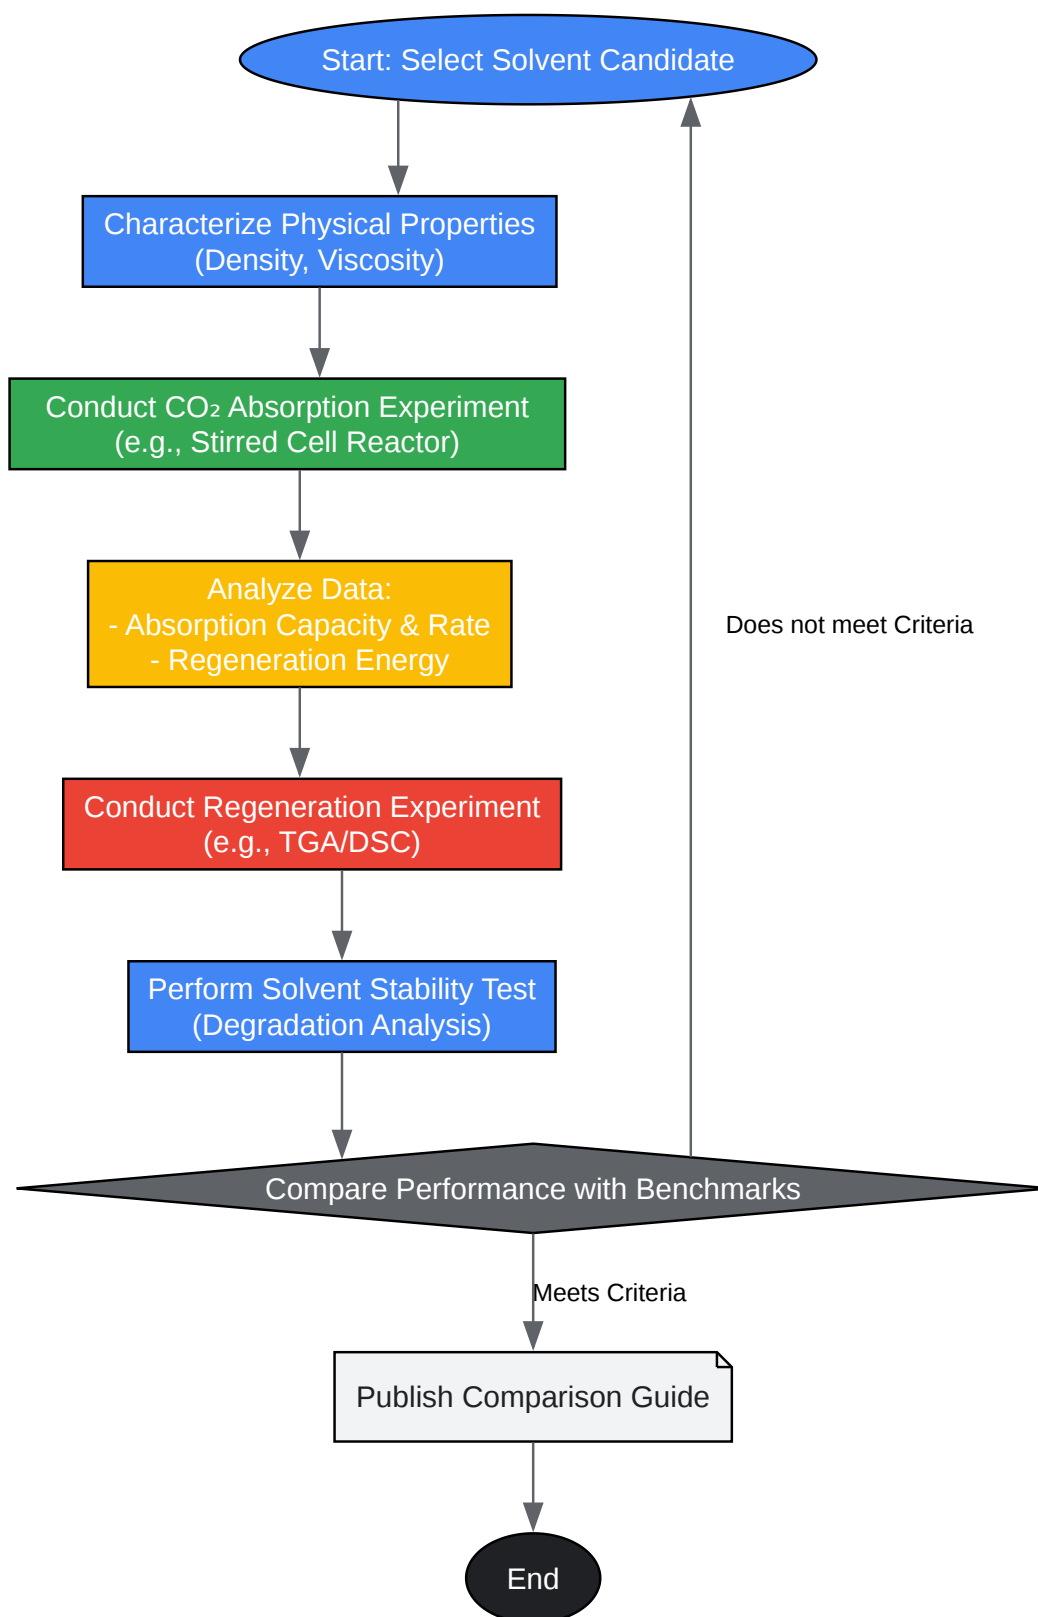 Start: Select Solvent Candidate
Characterize Physical Properties
(Density, Viscosity)
Conduct CO₂ Absorption Experiment
(e.g., Stirred Cell Reactor)
Analyze Data:
- Absorption Capacity & Rate
- Regeneration Energy
Does not meet Criteria
Conduct Regeneration Experiment
(e.g., TGA/DSC)
Perform Solvent Stability Test
(Degradation Analysis)
Compare Performance with Benchmarks
Meets Criteria
Publish Comparison Guide
End